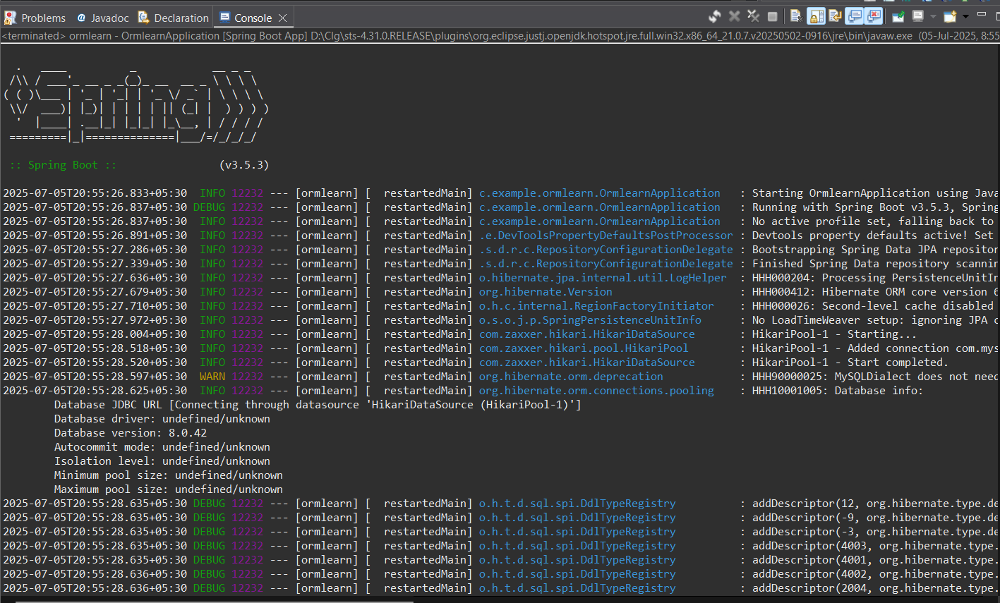 Problems @ Javadoc Declaration Console
<terminated> ormlearn - OrmlearnApplication [Spring Boot App] D:\Clg\sts-4.31.0.RELEASE\plugins\org.eclipse.justj.openjdk.hotspot.jre.full.win32.x86_64_21.0.7.v20250502-0916\jre\bin\javaw.exe (05-Jul-2025, 8:55
  .   ____          _            __ _ _
 /\\ / ___'_ __ _ _(_)_ __  __ _ \ \ \ \
( ( )\___ | '_ | '_| | '_ \/ _` | \ \ \ \
 \\/  ___)| |_)| | | | | || (_| |  ) ) ) )
  '  |____| .__|_| |_|_| |_\__, | / / / /
 =========|_|==============|___/=/_/_/_/
 :: Spring Boot ::                (v3.5.3)
2025-07-05T20:55:26.833+05:30  INFO 12232 --- [ormlearn] [  restartedMain] c.example.ormlearn.OrmlearnApplication   : Starting OrmlearnApplication using Java
2025-07-05T20:55:26.837+05:30 DEBUG 12232 --- [ormlearn] [  restartedMain] c.example.ormlearn.OrmlearnApplication   : Running with Spring Boot v3.5.3, Spring
2025-07-05T20:55:26.837+05:30  INFO 12232 --- [ormlearn] [  restartedMain] c.example.ormlearn.OrmlearnApplication   : No active profile set, falling back to
2025-07-05T20:55:26.891+05:30  INFO 12232 --- [ormlearn] [  restartedMain] .e.DevToolsPropertyDefaultsPostProcessor : Devtools property defaults active! Set
2025-07-05T20:55:27.286+05:30  INFO 12232 --- [ormlearn] [  restartedMain] .s.d.r.c.RepositoryConfigurationDelegate : Bootstrapping Spring Data JPA repositor
2025-07-05T20:55:27.339+05:30  INFO 12232 --- [ormlearn] [  restartedMain] .s.d.r.c.RepositoryConfigurationDelegate : Finished Spring Data repository scannin
2025-07-05T20:55:27.636+05:30  INFO 12232 --- [ormlearn] [  restartedMain] o.hibernate.jpa.internal.util.LogHelper  : HHH000204: Processing PersistenceUnitIn
2025-07-05T20:55:27.679+05:30  INFO 12232 --- [ormlearn] [  restartedMain] org.hibernate.Version                    : HHH000412: Hibernate ORM core version 6
2025-07-05T20:55:27.710+05:30  INFO 12232 --- [ormlearn] [  restartedMain] o.h.c.internal.RegionFactoryInitiator    : HHH000026: Second-level cache disabled
2025-07-05T20:55:27.972+05:30  INFO 12232 --- [ormlearn] [  restartedMain] o.s.o.j.p.SpringPersistenceUnitInfo      : No LoadTimeWeaver setup: ignoring JPA c
2025-07-05T20:55:28.004+05:30  INFO 12232 --- [ormlearn] [  restartedMain] com.zaxxer.hikari.HikariDataSource       : HikariPool-1 - Starting...
2025-07-05T20:55:28.518+05:30  INFO 12232 --- [ormlearn] [  restartedMain] com.zaxxer.hikari.pool.HikariPool        : HikariPool-1 - Added connection com.mys
2025-07-05T20:55:28.520+05:30  INFO 12232 --- [ormlearn] [  restartedMain] com.zaxxer.hikari.HikariDataSource       : HikariPool-1 - Start completed.
2025-07-05T20:55:28.597+05:30  WARN 12232 --- [ormlearn] [  restartedMain] org.hibernate.orm.deprecation            : HHH90000025: MySQLDialect does not need
2025-07-05T20:55:28.625+05:30  INFO 12232 --- [ormlearn] [  restartedMain] org.hibernate.orm.connections.pooling    : HHH10001005: Database info:
	Database JDBC URL [Connecting through datasource 'HikariDataSource (HikariPool-1)']
	Database driver: undefined/unknown
	Database version: 8.0.42
	Autocommit mode: undefined/unknown
	Isolation level: undefined/unknown
	Minimum pool size: undefined/unknown
	Maximum pool size: undefined/unknown
2025-07-05T20:55:28.635+05:30 DEBUG 12232 --- [ormlearn] [  restartedMain] o.h.t.d.sql.spi.DdlTypeRegistry          : addDescriptor(12, org.hibernate.type.de
2025-07-05T20:55:28.635+05:30 DEBUG 12232 --- [ormlearn] [  restartedMain] o.h.t.d.sql.spi.DdlTypeRegistry          : addDescriptor(-9, org.hibernate.type.de
2025-07-05T20:55:28.635+05:30 DEBUG 12232 --- [ormlearn] [  restartedMain] o.h.t.d.sql.spi.DdlTypeRegistry          : addDescriptor(-3, org.hibernate.type.de
2025-07-05T20:55:28.635+05:30 DEBUG 12232 --- [ormlearn] [  restartedMain] o.h.t.d.sql.spi.DdlTypeRegistry          : addDescriptor(4003, org.hibernate.type.
2025-07-05T20:55:28.635+05:30 DEBUG 12232 --- [ormlearn] [  restartedMain] o.h.t.d.sql.spi.DdlTypeRegistry          : addDescriptor(4001, org.hibernate.type.
2025-07-05T20:55:28.636+05:30 DEBUG 12232 --- [ormlearn] [  restartedMain] o.h.t.d.sql.spi.DdlTypeRegistry          : addDescriptor(4002, org.hibernate.type.
2025-07-05T20:55:28.636+05:30 DEBUG 12232 --- [ormlearn] [  restartedMain] o.h.t.d.sql.spi.DdlTypeRegistry          : addDescriptor(2004, org.hibernate.type.